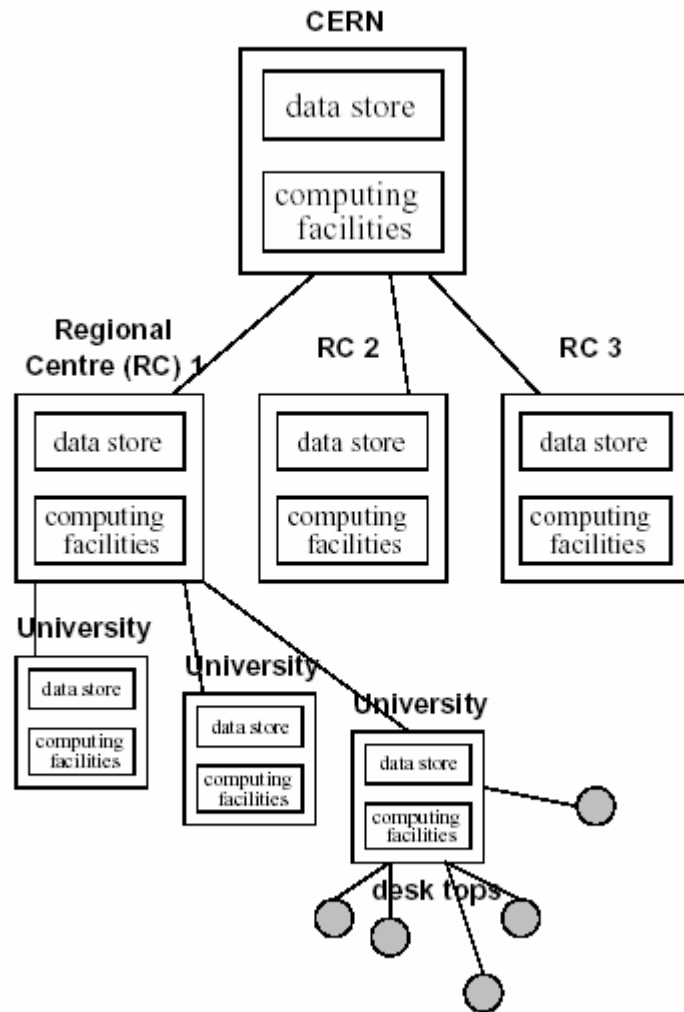 CERN
data store
computing
facilities
Regional
Centre (RC) 1
data store
computing
facilities
RC 2
data store
computing
facilities
RC 3
data store
computing
facilities
University
data store
computing
facilities
University
data store
computing
facilities
University
data store
computing
facilities
desk tops